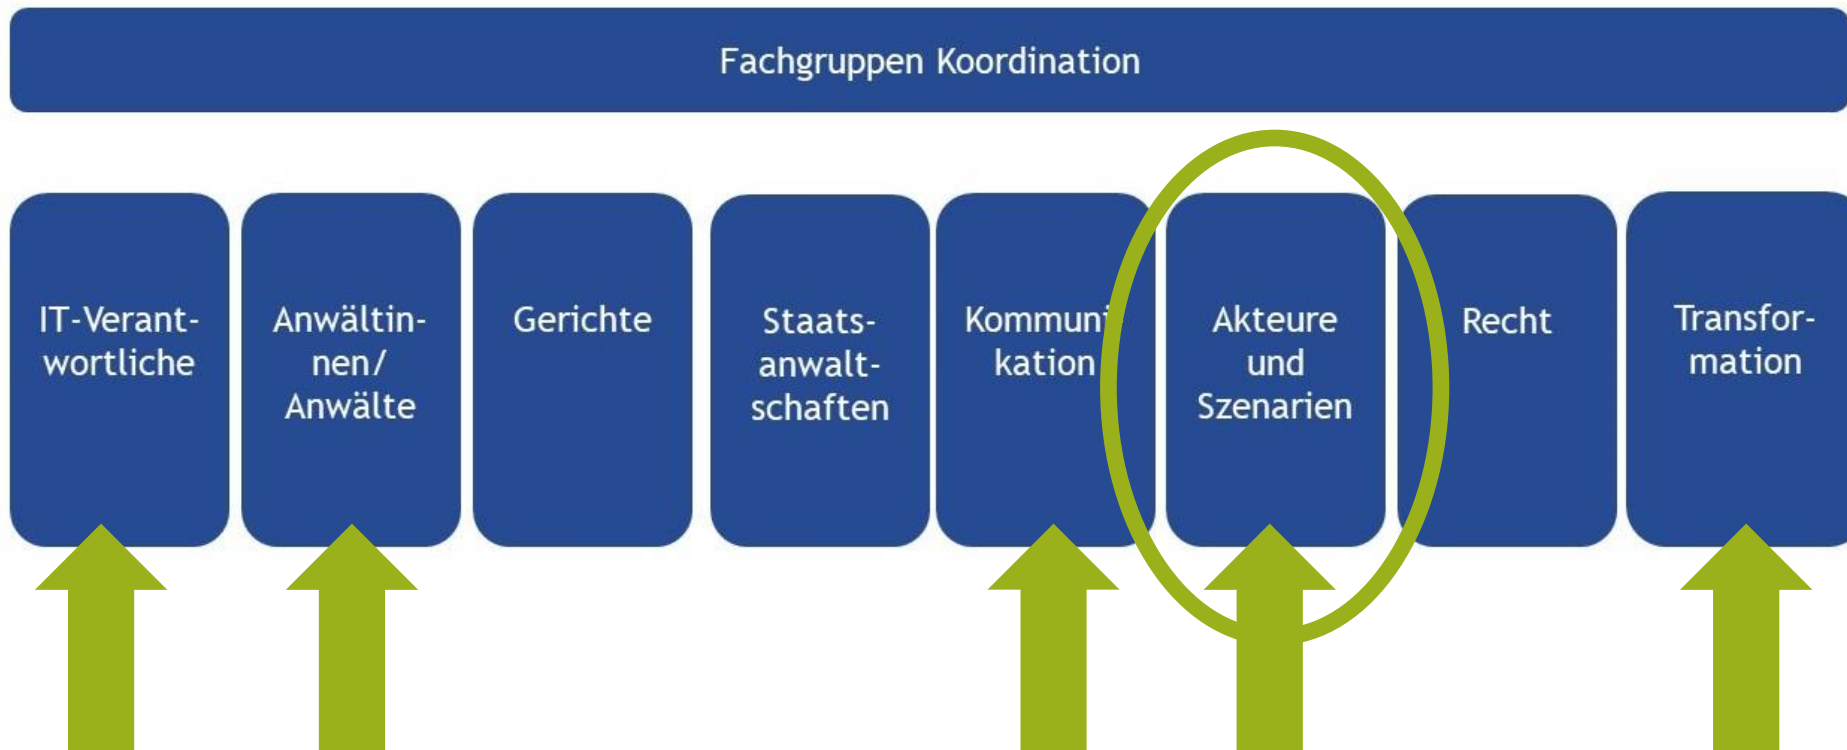 Fachgruppen Koordination
IT-Verant-
wortliche
Anwältin-
nen/
Anwälte
Gerichte
Staats-
anwalt-
schaften
Kommuni
kation
Akteure
und
Szenarien
Recht
Transfor-
mation